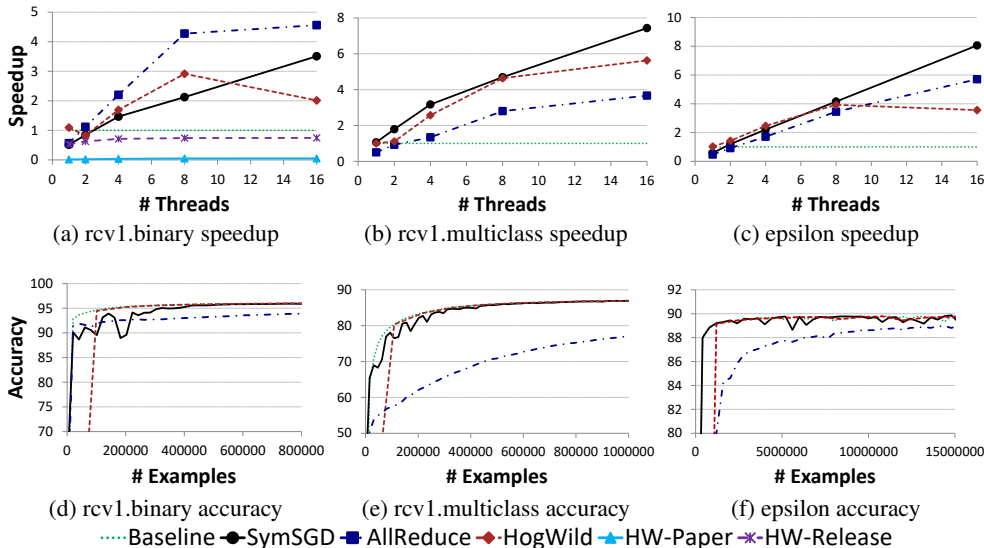 Speedup
5
4
3
2
1
0
0 2 4 6 8 10 12 14 16
# Threads
(a) rcv1.binary speedup
8
6
4
2
0
0 2 4 6 8 10 12 14 16
# Threads
(b) rcv1.multiclass speedup
10
8
6
4
2
0
0 2 4 6 8 10 12 14 16
# Threads
(c) epsilon speedup
Accuracy
100
95
90
85
80
75
70
0 200000 400000 600000 800000
# Examples
(d) rcv1.binary accuracy
90
80
70
60
50
0 200000 400000 600000 800000 1000000
# Examples
(e) rcv1.multiclass accuracy
92
90
88
86
84
82
80
0 5000000 10000000 15000000
# Examples
(f) epsilon accuracy
Baseline SymSGD AllReduce HogWild HW-Paper HW-Release